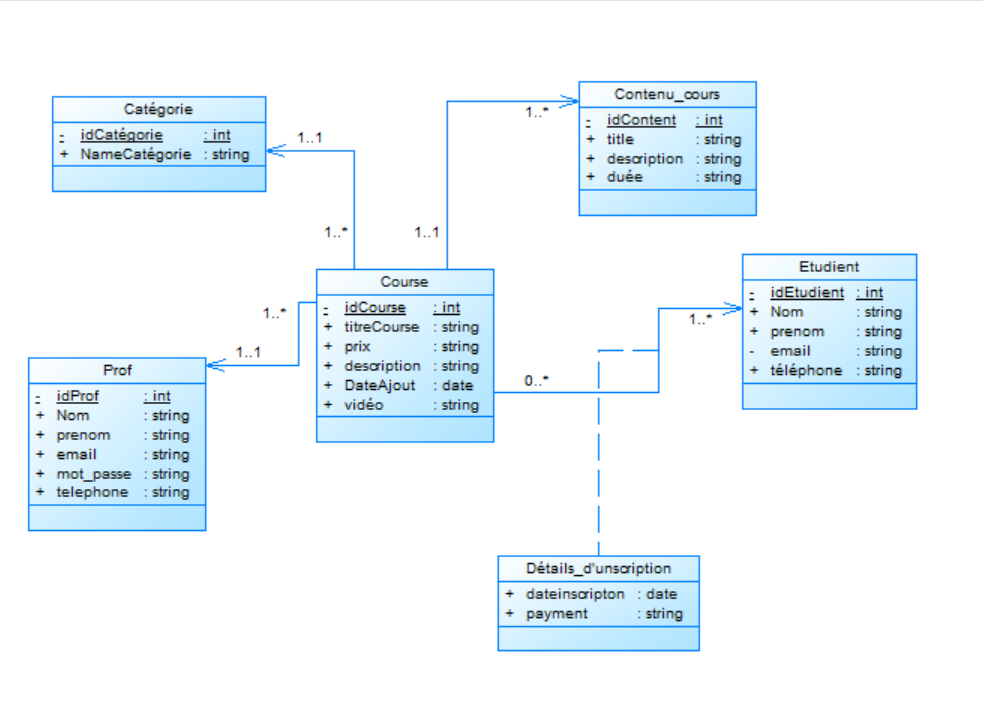 Catégorie
- idCatégorie : int
+ NameCatégorie : string
1..1
1..*
Contenu_cours
- idContent : int
+ title : string
+ description : string
+ duée : string
1..*
1..1
Course
- idCourse : int
+ titreCourse : string
+ prix : string
+ description : string
+ DateAjout : date
+ vidéo : string
1..*
1..1
Prof
- idProf : int
+ Nom : string
+ prenom : string
+ email : string
+ mot_passe : string
+ telephone : string
Etudient
- idEtudient : int
+ Nom : string
+ prenom : string
- email : string
+ téléphone : string
1..*
0..*
Détails_d'unscription
+ dateinscripton : date
+ payment : string